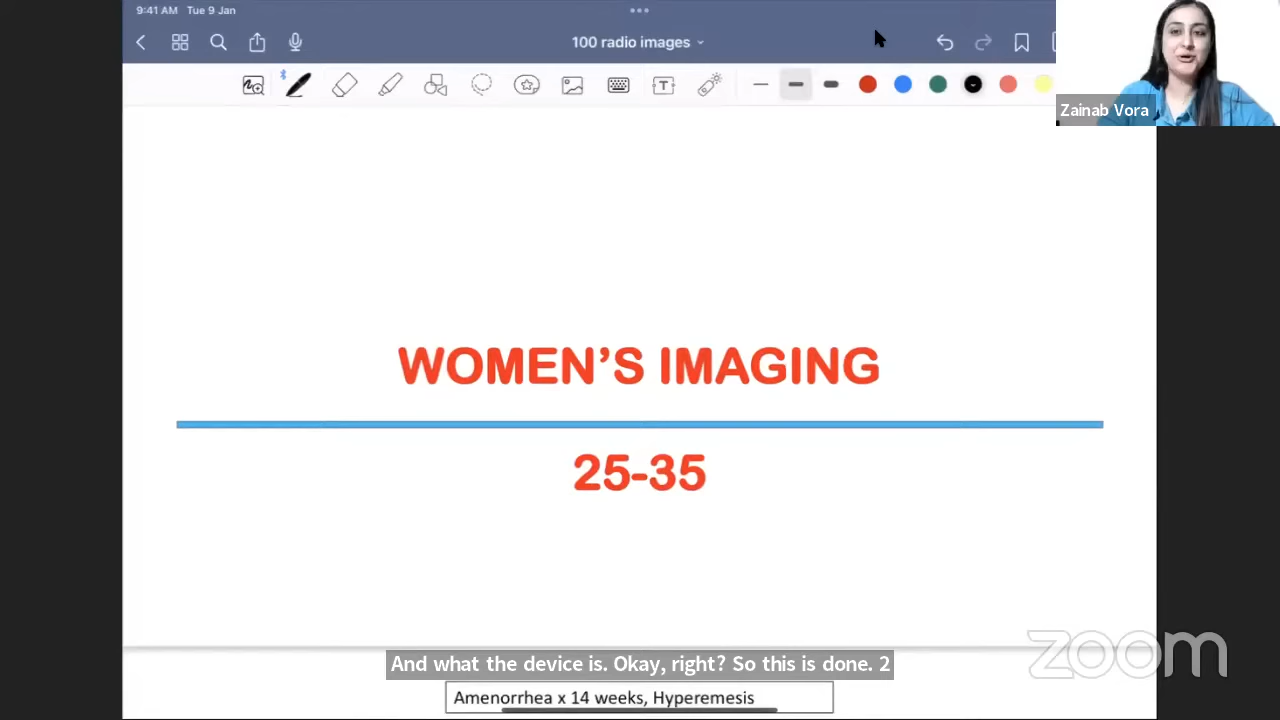 9:41 AM Tue 9 Jan
100 radio images
T
Zainab Vora
WOMEN'S IMAGING
25-35
zoom
And what the device is. Okay, right? So this is done. 2
Amenorrhea x 14 weeks, Hyperemesis